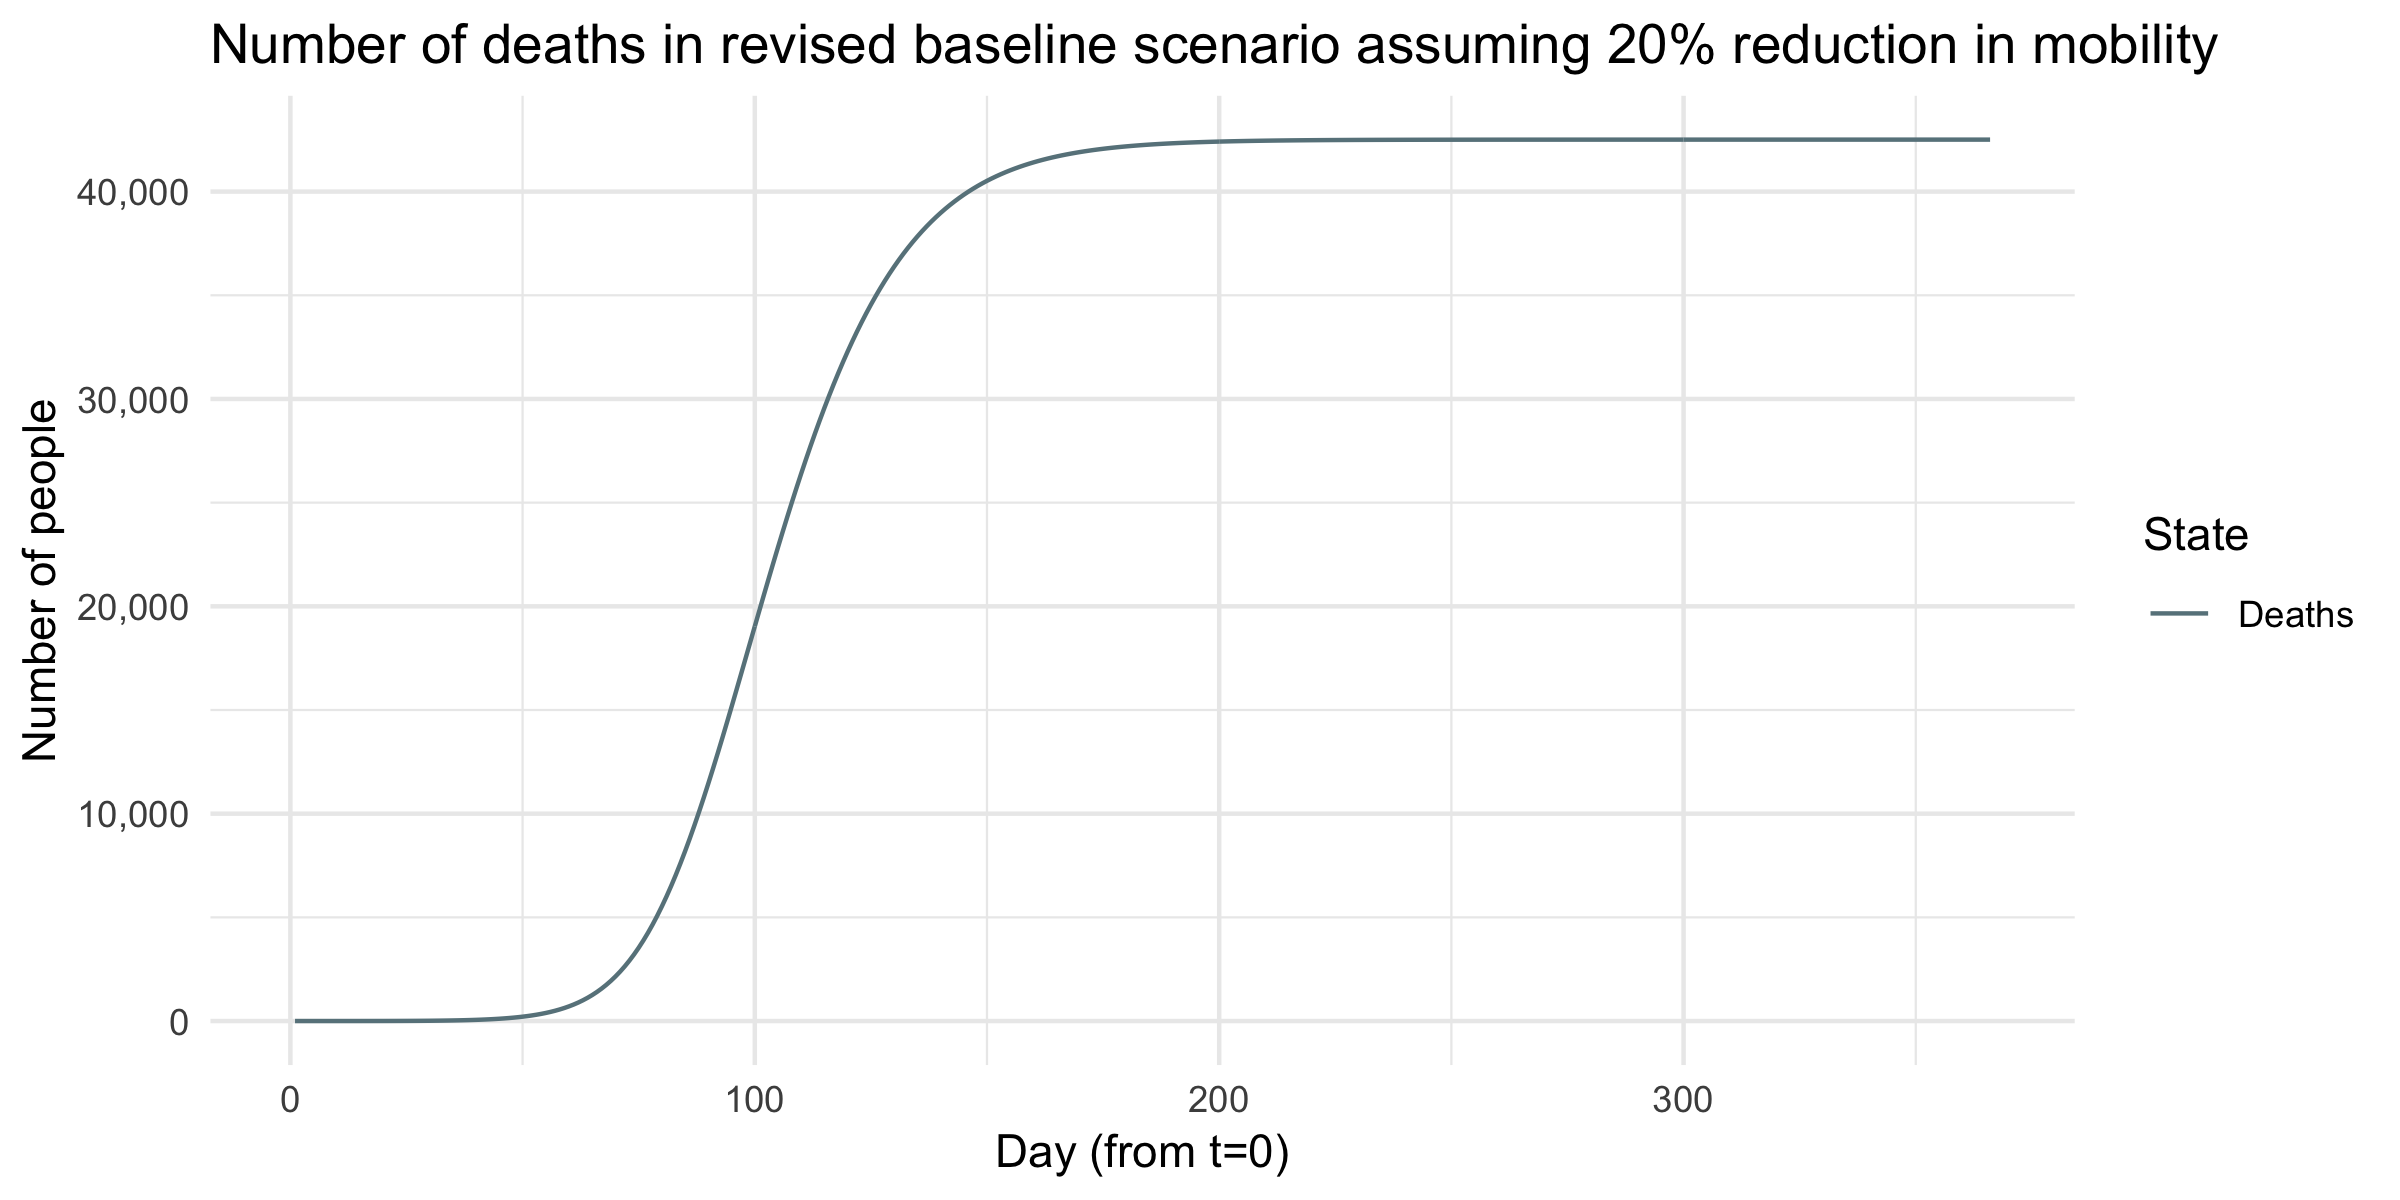 Number of deaths in revised baseline scenario assuming 20% reduction in mobility
Number of people
40,000
30,000
20,000
10,000
0
0
100
200
300
Day (from t=0)
State
Deaths